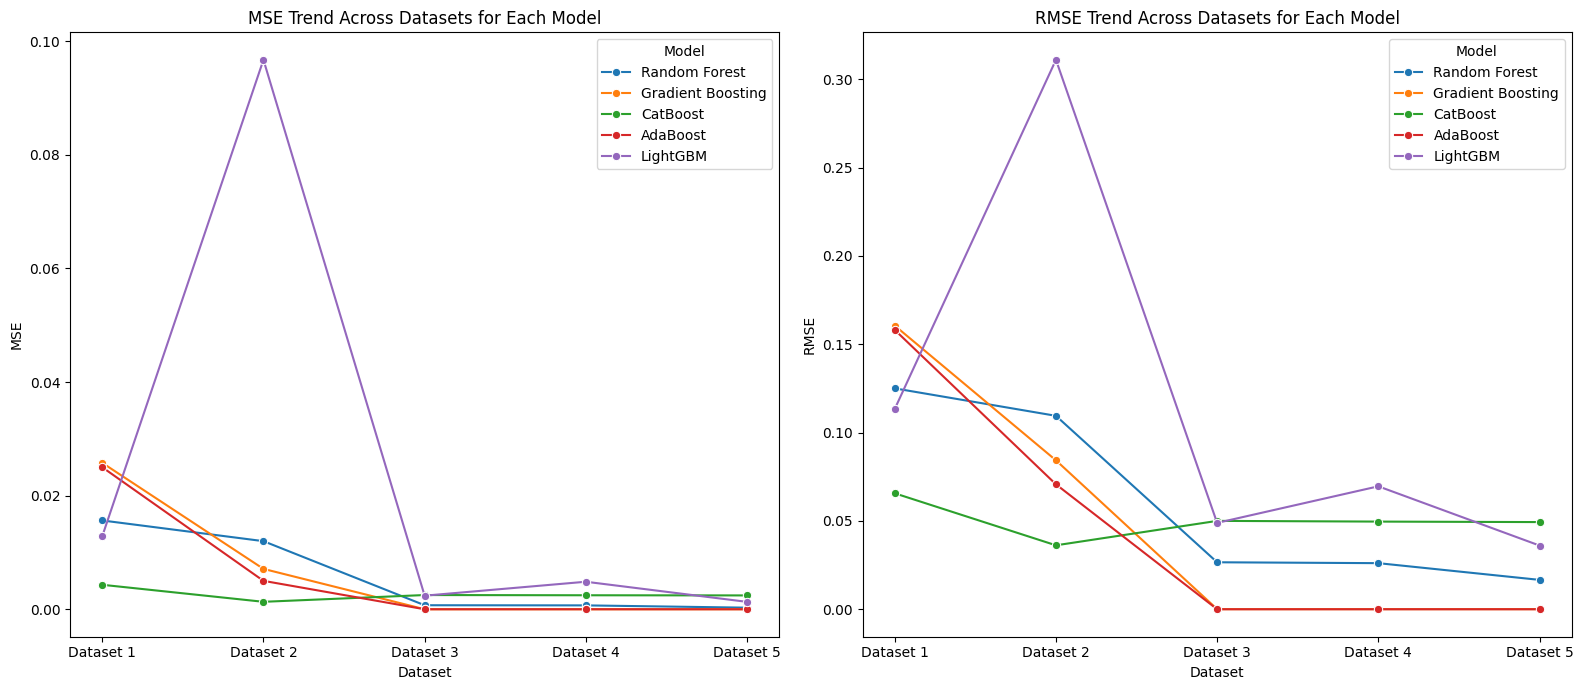 MSE Trend Across Datasets for Each Model
0.10
0.08
0.06
0.04
0.02
0.00
MSE
Model
Random Forest
Gradient Boosting
CatBoost
AdaBoost
LightGBM
Dataset 1 Dataset 2 Dataset 3 Dataset 4 Dataset 5
Dataset
RMSE Trend Across Datasets for Each Model
0.30
0.25
0.20
0.15
0.10
0.05
0.00
RMSE
Model
Random Forest
Gradient Boosting
CatBoost
AdaBoost
LightGBM
Dataset 1 Dataset 2 Dataset 3 Dataset 4 Dataset 5
Dataset